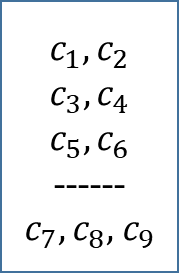 c₁, c₂
c₃, c₄
c₅, c₆
------
c₇, c₈, c₉